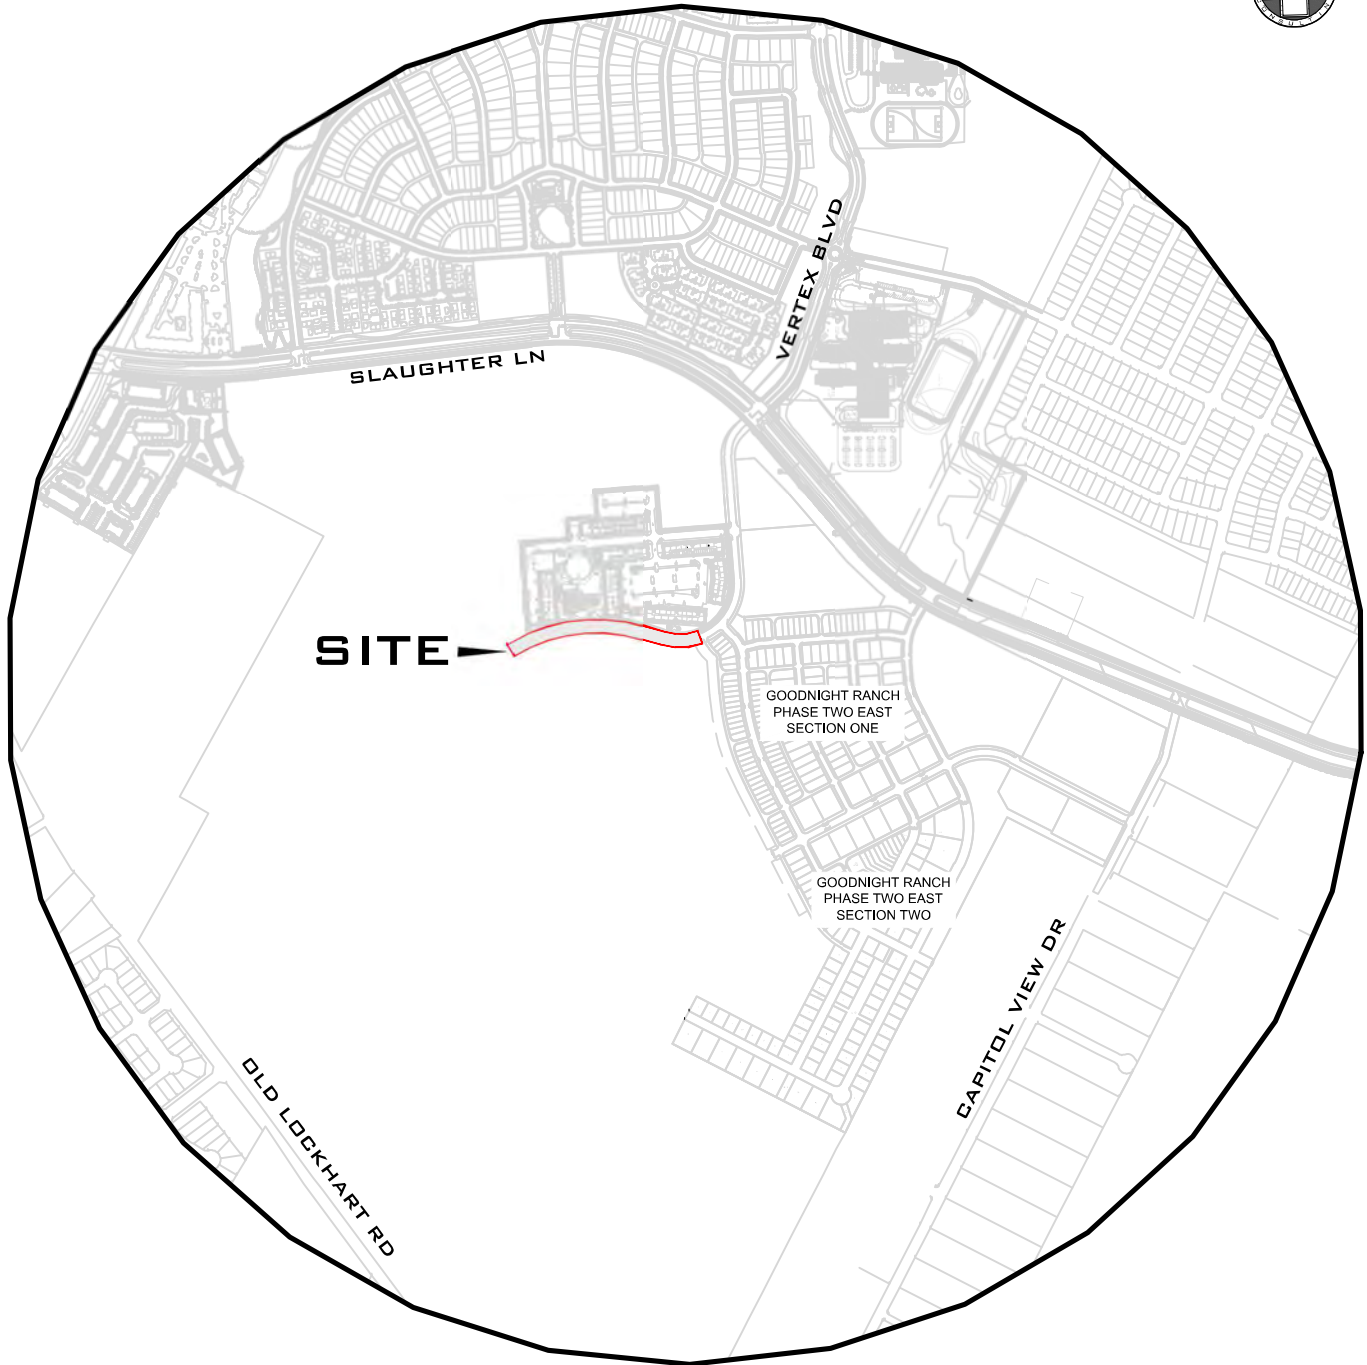 VERTEX BLVD
SLAUGHTER LN
SITE
GOODNIGHT RANCH
PHASE TWO EAST
SECTION ONE
GOODNIGHT RANCH
PHASE TWO EAST
SECTION TWO
CAPITOL VIEW DR
OLD LOCKHART RD